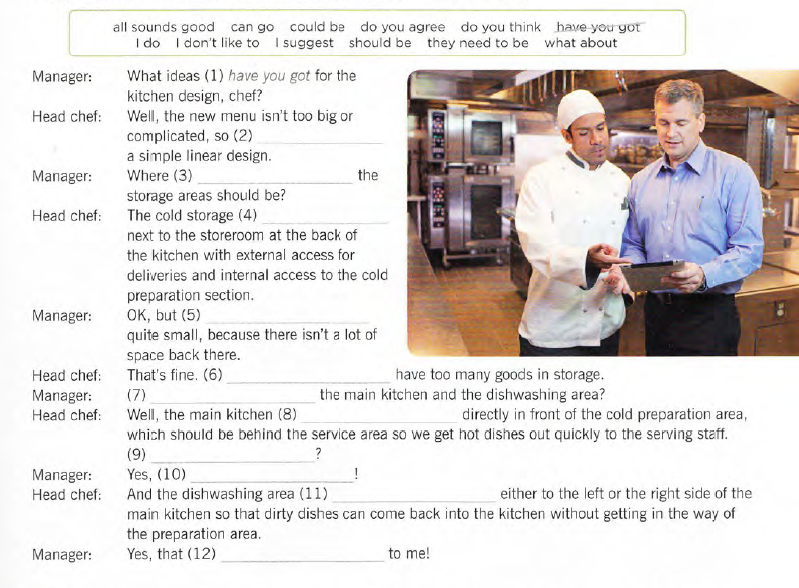 all sounds good can go could be do you agree do you think have you got
I do I don't like to I suggest should be they need to be what about
Manager: What ideas (1) have you got for the
kitchen design, chef?
Head chef: Well, the new menu isn't too big or
complicated, so (2)
a simple linear design.
Manager: Where (3) the
storage areas should be?
Head chef: The cold storage (4)
next to the storeroom at the back of
the kitchen with external access for
deliveries and internal access to the cold
preparation section.
Manager: OK, but (5)
quite small, because there isn't a lot of
space back there.
Head chef: That's fine. (6) have too many goods in storage.
Manager: (7) the main kitchen and the dishwashing area?
Head chef: Well, the main kitchen (8) directly in front of the cold preparation area,
which should be behind the service area so we get hot dishes out quickly to the serving staff.
(9) ?
Manager: Yes, (10) !
Head chef: And the dishwashing area (11) either to the left or the right side of the
main kitchen so that dirty dishes can come back into the kitchen without getting in the way of
the preparation area.
Manager: Yes, that (12) to me!